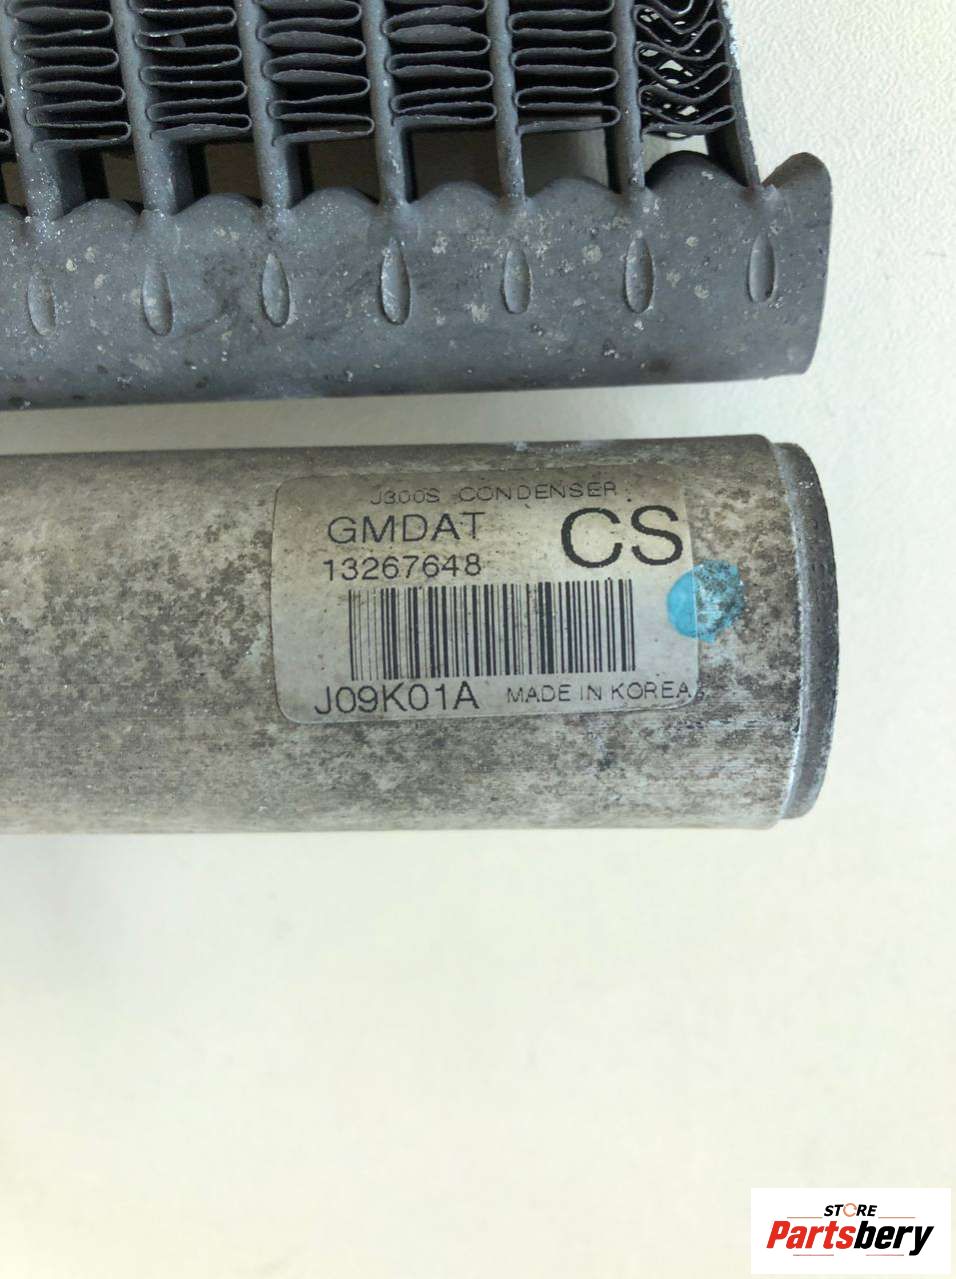 J300S CONDENSER
GMDAT CS
13267648
J09K01A MADE IN KOREA
STORE
Partsbery